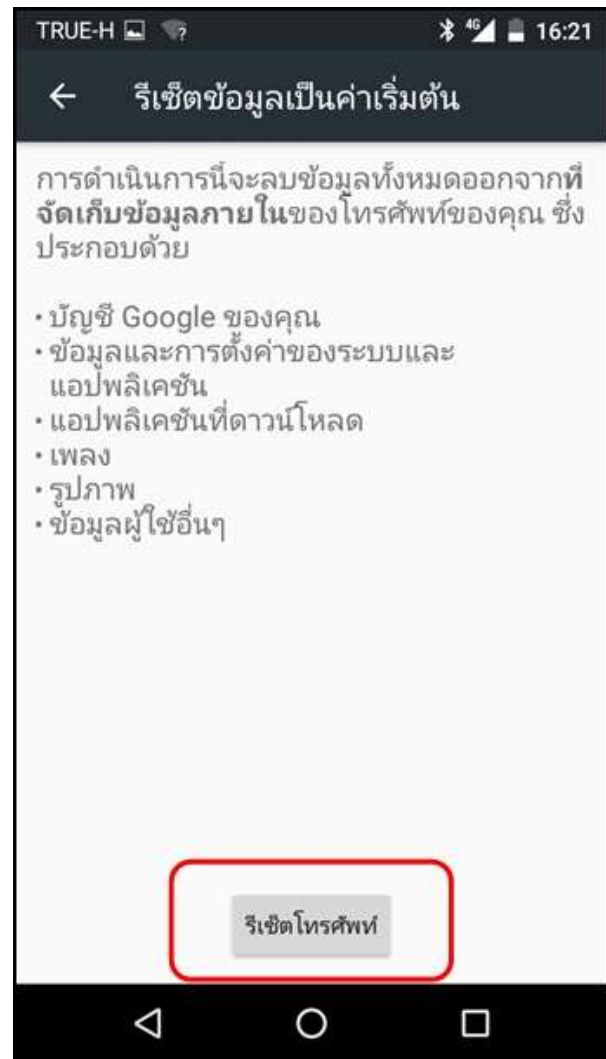 TRUE-H 4G 16:21
รีเซ็ตข้อมูลเป็นค่าเริ่มต้น
การดำเนินการนี้จะลบข้อมูลทั้งหมดออกจากที่
จัดเก็บข้อมูลภายในของโทรศัพท์ของคุณ ซึ่ง
ประกอบด้วย
• บัญชี Google ของคุณ
• ข้อมูลและการตั้งค่าของระบบและ
แอปพลิเคชัน
• แอปพลิเคชันที่ดาวน์โหลด
• เพลง
• รูปภาพ
• ข้อมูลผู้ใช้อื่นๆ
รีเซ็ตโทรศัพท์